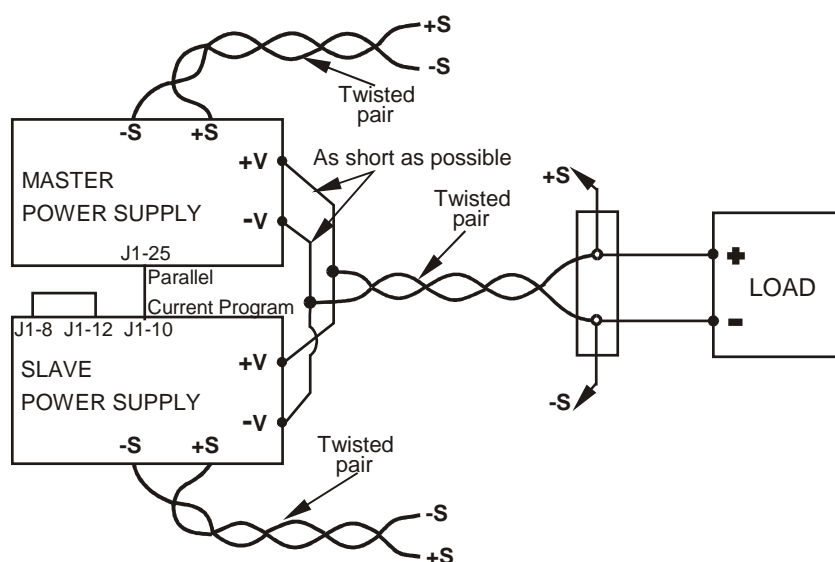 +S
-S
Twisted
pair
-S +S
MASTER
POWER SUPPLY
+V
-V
As short as possible
J1-25
Parallel
Current Program
Twisted
pair
+S
-S
+
-
LOAD
J1-8 J1-12 J1-10
SLAVE
POWER SUPPLY
+V
-V
-S +S
Twisted
pair
-S
+S